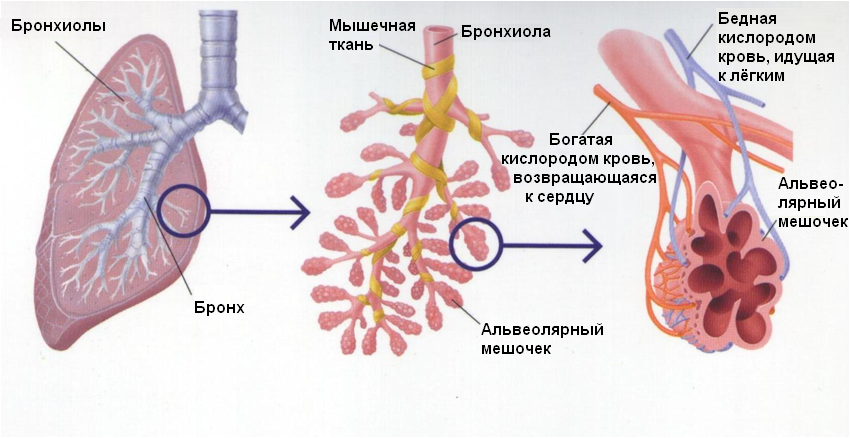 Бронхиолы
Бронх
Мышечная
ткань
Бронхиола
Альвеолярный
мешочек
Бедная
кислородом
кровь, идущая
к лёгким
Богатая
кислородом кровь,
возвращающаяся
к сердцу
Альвео-
лярный
мешочек